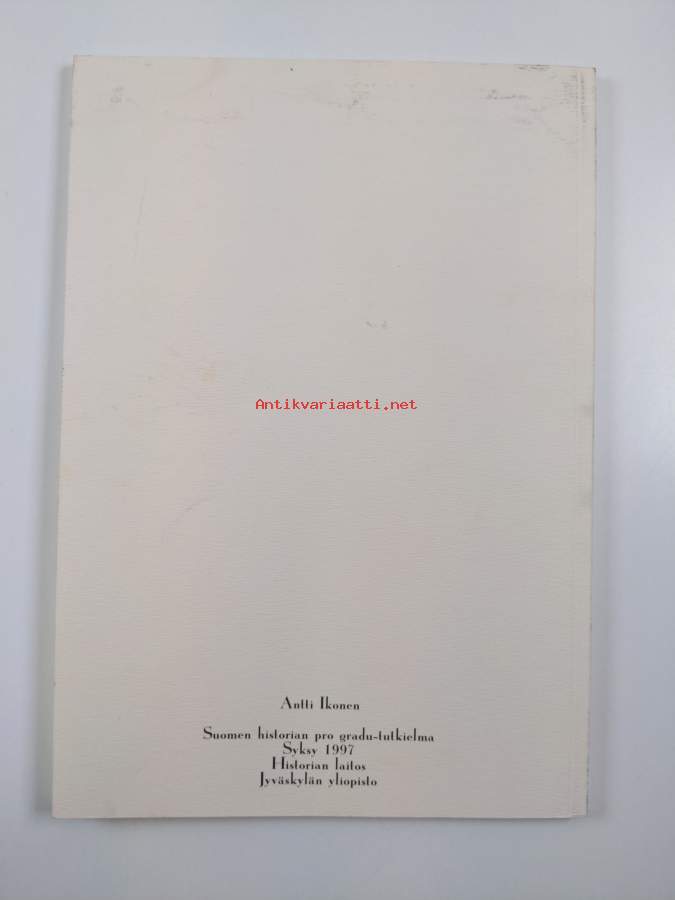 Antikvariaatti.net
Antti Ikonen
Suomen historian pro gradu-tutkielma
Syksy 1997
Historian laitos
Jyväskylän yliopisto